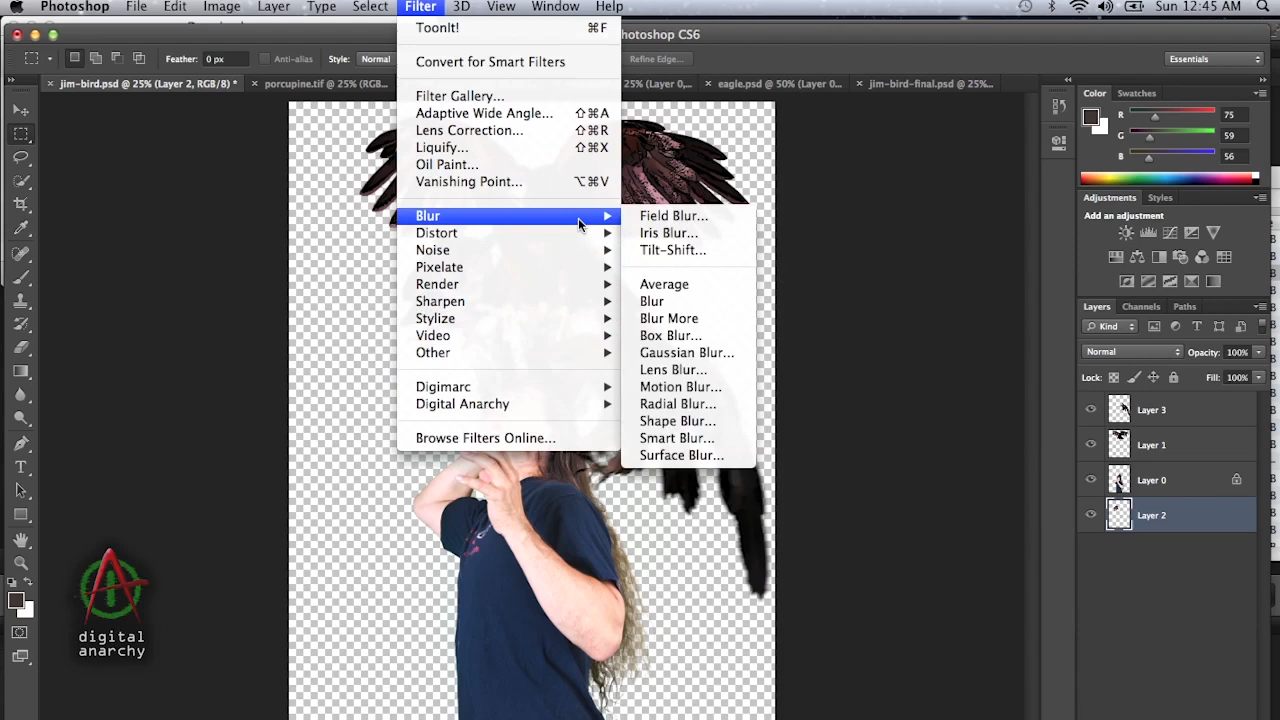 Photoshop File Edit Image Layer Type Select Filter 3D View Window Help Sun 12:45 AM
hotoshop CS6
Feather: 0 px Anti-alias Style: Normal Refine Edge... Essentials
jim-bird.psd @ 25% (Layer 2, RGB/8) * porcupine.tif @ 25% (RGB... 25% (Layer 0,... eagle.psd @ 50% (Layer 0... jim-bird-final.psd @ 25%...
ToonIt! ⌘F
Convert for Smart Filters
Filter Gallery...
Adaptive Wide Angle... ⇧⌘A
Lens Correction... ⇧⌘R
Liquify... ⇧⌘X
Oil Paint...
Vanishing Point... ⌥⌘V
Blur
Distort
Noise
Pixelate
Render
Sharpen
Stylize
Video
Other
Digimarc
Digital Anarchy
Browse Filters Online...
Field Blur...
Iris Blur...
Tilt-Shift...
Average
Blur
Blur More
Box Blur...
Gaussian Blur...
Lens Blur...
Motion Blur...
Radial Blur...
Shape Blur...
Smart Blur...
Surface Blur...
Color Swatches
R 75
G 59
B 56
Adjustments Styles
Add an adjustment
Layers Channels Paths
Kind
Normal Opacity: 100%
Lock: Fill: 100%
Layer 3
Layer 1
Layer 0
Layer 2
digital
anarchy